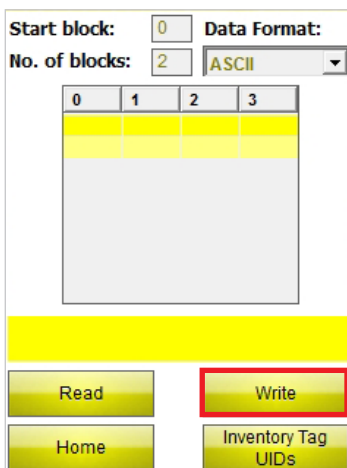 Start block: 0 Data Format:
No. of blocks: 2 ASCII
0 1 2 3
Read Write
Home Inventory Tag
UIDs